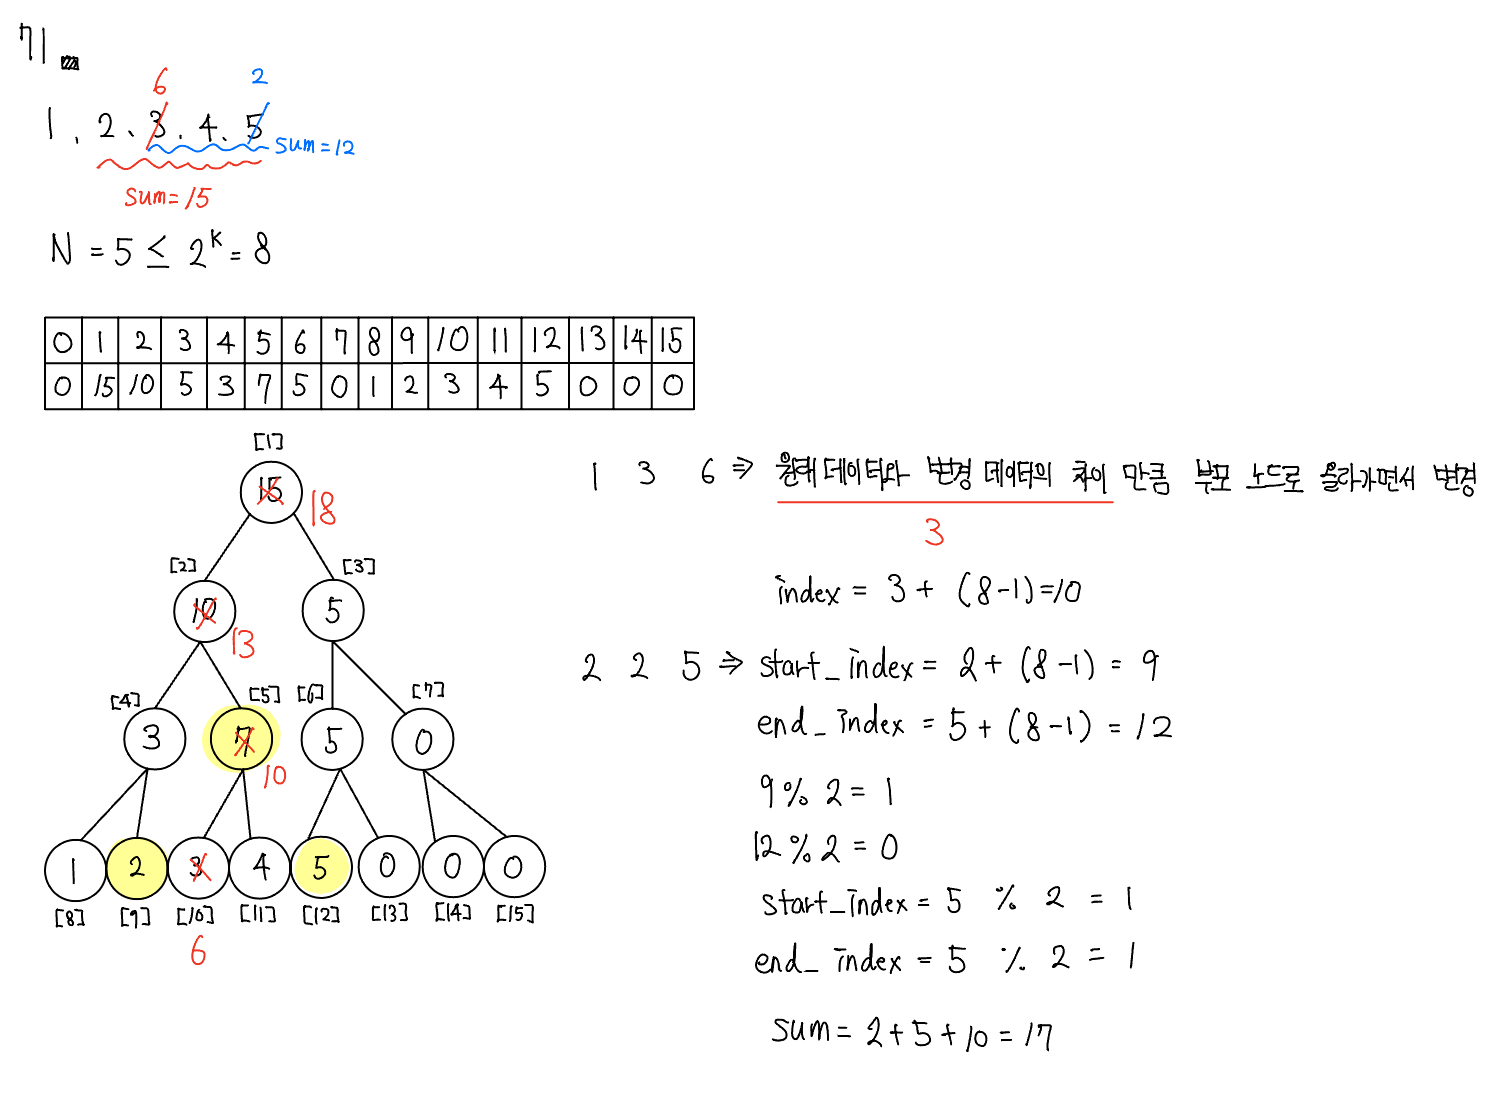 71
6 2
1, 2, 3, 4, 5
sum=12
sum=15
N = 5 ≤ 2^k = 8
0 1 2 3 4 5 6 7 8 9 10 11 12 13 14 15
0 15 10 5 3 7 5 0 1 2 3 4 5 0 0 0
[1]
15 18
[2] [3]
10 13 5
[4] [5] [6] [7]
3 7 10 5 0
1 2 3 4 5 0 0 0
[8] [9] [10] [11] [12] [13] [14] [15]
6
1 3 6 ⇒ 원래 데이터와 변경 데이터의 차이 만큼 부모 노드로 올라가면서 변경
3
index = 3 + (8-1)=10
2 2 5 ⇒ start_index = 2 + (8-1) = 9
end_index = 5 + (8-1) = 12
9 % 2 = 1
12 % 2 = 0
start_index = 5 % 2 = 1
end_index = 5 % 2 = 1
sum = 2+5+10 = 17